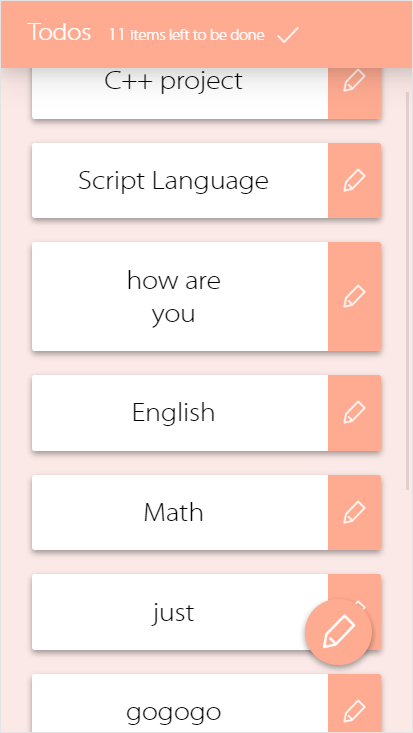 Todos 11 items left to be done
C++ project
Script Language
how are
you
English
Math
just
gogogo